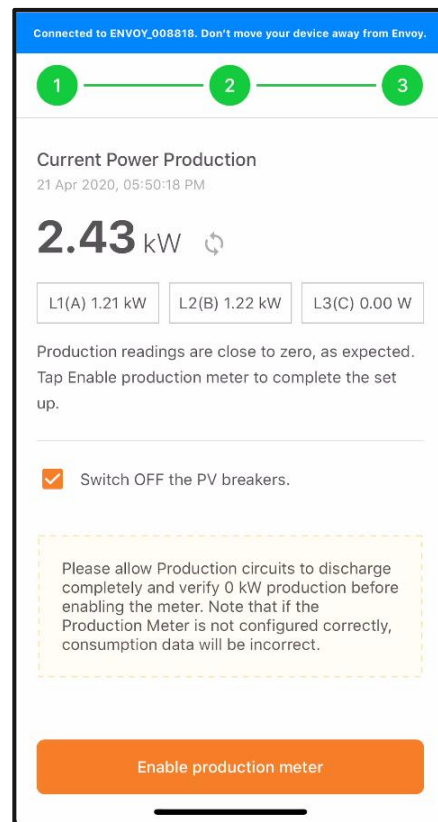 Connected to ENVOY_008818. Don't move your device away from Envoy.
1 2 3
Current Power Production
21 Apr 2020, 05:50:18 PM
2.43 kW
L1(A) 1.21 kW L2(B) 1.22 kW L3(C) 0.00 W
Production readings are close to zero, as expected.
Tap Enable production meter to complete the set
up.
Switch OFF the PV breakers.
Please allow Production circuits to discharge
completely and verify 0 kW production before
enabling the meter. Note that if the
Production Meter is not configured correctly,
consumption data will be incorrect.
Enable production meter